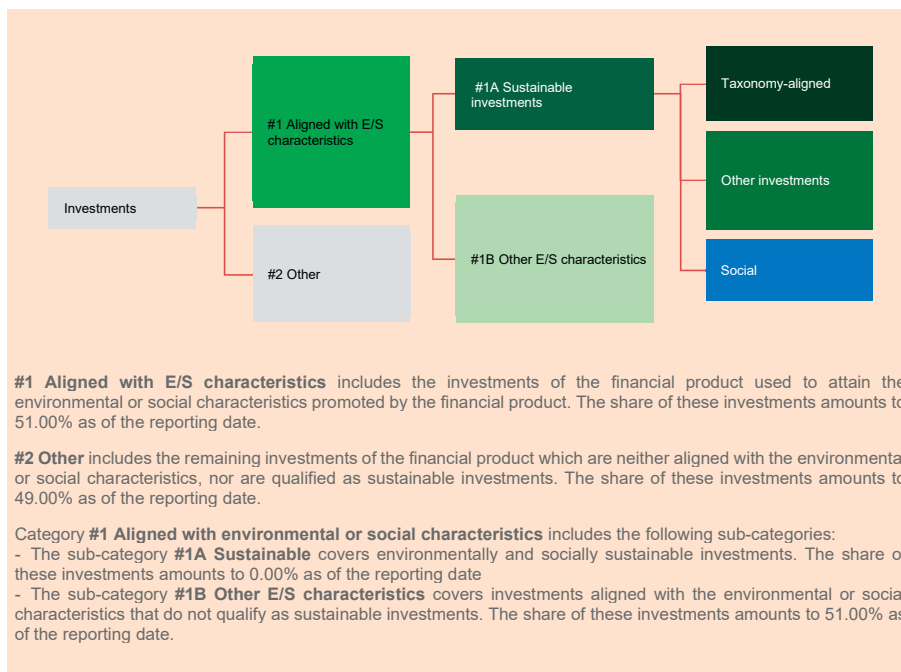 Taxonomy-aligned
#1A Sustainable
investments
#1 Aligned with E/S
characteristics
Other investments
Investments
#1B Other E/S characteristics
#2 Other
Social
#1 Aligned with E/S characteristics includes the investments of the financial product used to attain the
environmental or social characteristics promoted by the financial product. The share of these investments amounts to
51.00% as of the reporting date.
#2 Other includes the remaining investments of the financial product which are neither aligned with the environmental
or social characteristics, nor are qualified as sustainable investments. The share of these investments amounts to
49.00% as of the reporting date.
Category #1 Aligned with environmental or social characteristics includes the following sub-categories:
- The sub-category #1A Sustainable covers environmentally and socially sustainable investments. The share of
these investments amounts to 0.00% as of the reporting date
- The sub-category #1B Other E/S characteristics covers investments aligned with the environmental or social
characteristics that do not qualify as sustainable investments. The share of these investments amounts to 51.00% as
of the reporting date.